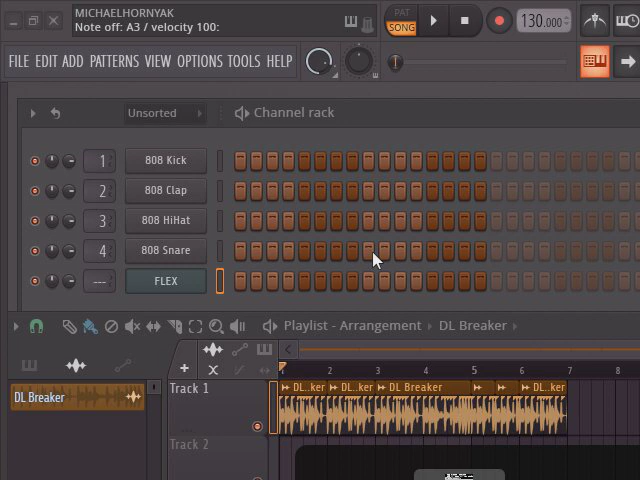 MICHAELHORNYAK
Note off: A3 / velocity 100:
PAT
SONG
130.000
FILE EDIT ADD PATTERNS VIEW OPTIONS TOOLS HELP
Unsorted
Channel rack
1 808 Kick
2 808 Clap
3 808 HiHat
4 808 Snare
--- FLEX
Playlist - Arrangement DL Breaker
1 2 3 4 5 6 7 8
DL Breaker
Track 1
DL..ker DL..ker DL Breaker DL..ker
Track 2